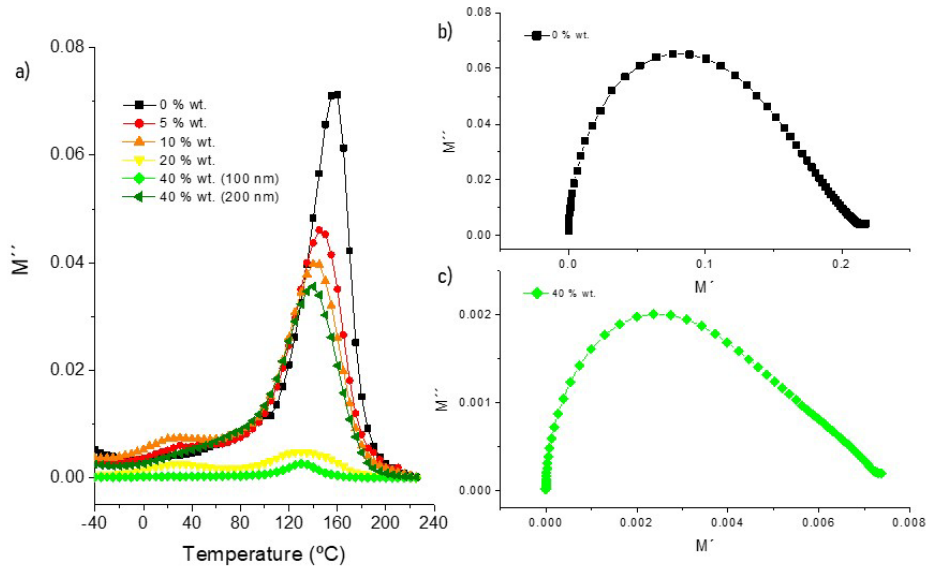 a)
0.08
0.06
0.04
0.02
0.00
M´´
0 % wt.
5 % wt.
10 % wt.
20 % wt.
40 % wt. (100 nm)
40 % wt. (200 nm)
-40 0 40 80 120 160 200 240
Temperature (ºC)
b)
0 % wt.
0.08
0.06
0.04
0.02
0.00
M´´
0.0 0.1 0.2
M´
c)
40 % wt.
0.002
0.001
0.000
M´´
0.000 0.002 0.004 0.006 0.008
M´